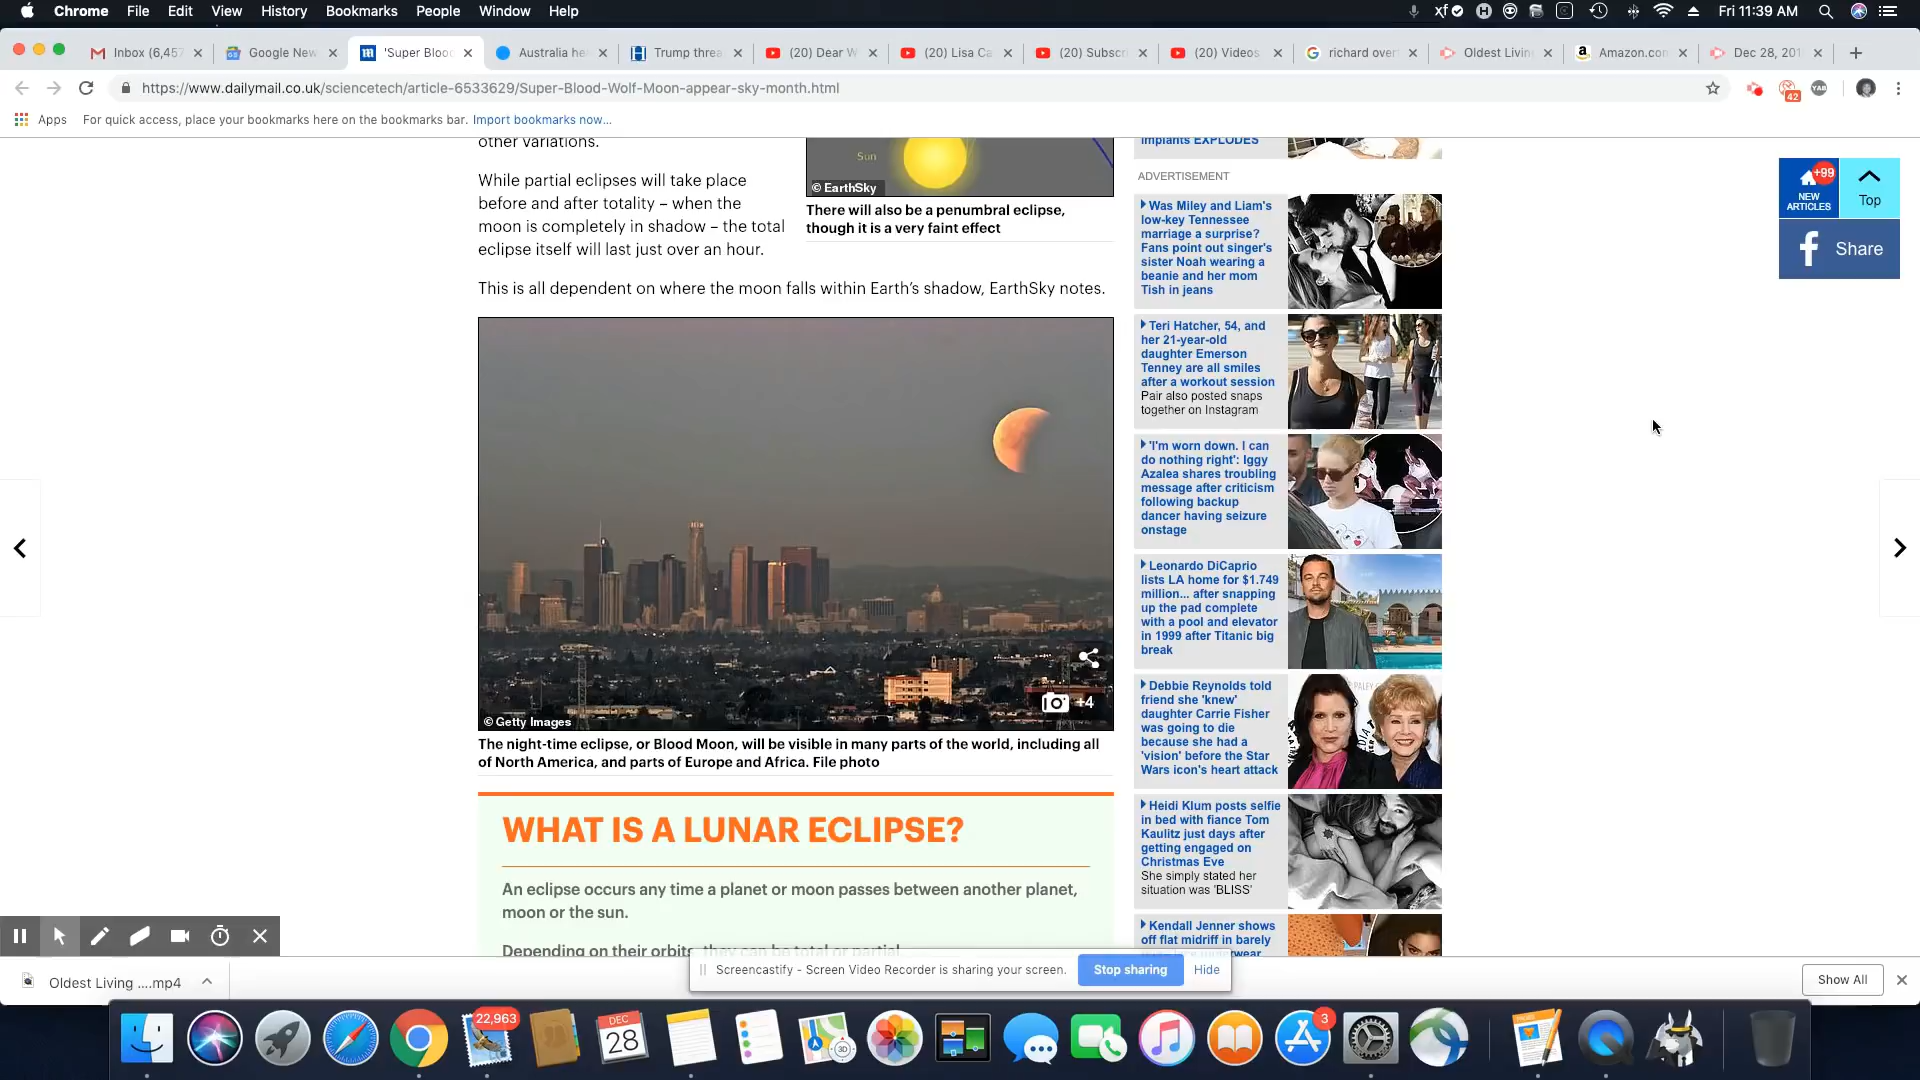 Chrome File Edit View History Bookmarks People Window Help
Fri 11:39 AM
Inbox (6,457
Google New
'Super Bloo
Australia he
Trump threa
(20) Dear W
(20) Lisa Ca
(20) Subscri
(20) Videos
richard over
Oldest Livin
Amazon.co
Dec 28, 201
https://www.dailymail.co.uk/sciencetech/article-6533629/Super-Blood-Wolf-Moon-appear-sky-month.html
42
YAB
Apps For quick access, place your bookmarks here on the bookmarks bar. Import bookmarks now...
other variations.
While partial eclipses will take place
before and after totality – when the
moon is completely in shadow – the total
eclipse itself will last just over an hour.
Sun
© EarthSky
There will also be a penumbral eclipse,
though it is a very faint effect
This is all dependent on where the moon falls within Earth's shadow, EarthSky notes.
+4
© Getty Images
The night-time eclipse, or Blood Moon, will be visible in many parts of the world, including all
of North America, and parts of Europe and Africa. File photo
WHAT IS A LUNAR ECLIPSE?
An eclipse occurs any time a planet or moon passes between another planet,
moon or the sun.
Depending on their orbits, they can be total or partial.
implants EXPLODES
ADVERTISEMENT
Was Miley and Liam's
low-key Tennessee
marriage a surprise?
Fans point out singer's
sister Noah wearing a
beanie and her mom
Tish in jeans
Teri Hatcher, 54, and
her 21-year-old
daughter Emerson
Tenney are all smiles
after a workout session
Pair also posted snaps
together on Instagram
'I'm worn down. I can
do nothing right': Iggy
Azalea shares troubling
message after criticism
following backup
dancer having seizure
onstage
Leonardo DiCaprio
lists LA home for $1.749
million... after snapping
up the pad complete
with a pool and elevator
in 1999 after Titanic big
break
Debbie Reynolds told
friend she 'knew'
daughter Carrie Fisher
was going to die
because she had a
'vision' before the Star
Wars icon's heart attack
Heidi Klum posts selfie
in bed with fiance Tom
Kaulitz just days after
getting engaged on
Christmas Eve
She simply stated her
situation was 'BLISS'
Kendall Jenner shows
off flat midriff in barely
+99
NEW
ARTICLES
Top
Share
Screencastify - Screen Video Recorder is sharing your screen. Stop sharing Hide
Oldest Living ....mp4
Show All
22,963
DEC
28
3D
3